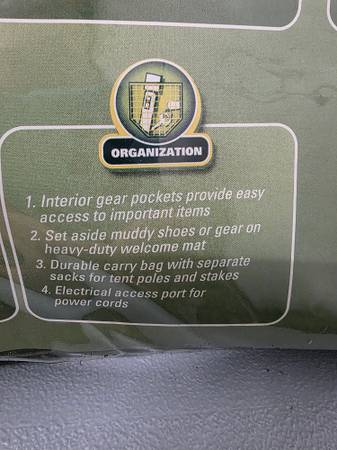 ORGANIZATION
1. Interior gear pockets provide easy
access to important items
2. Set aside muddy shoes or gear on
heavy-duty welcome mat
3. Durable carry bag with separate
sacks for tent poles and stakes
4. Electrical access port for
power cords